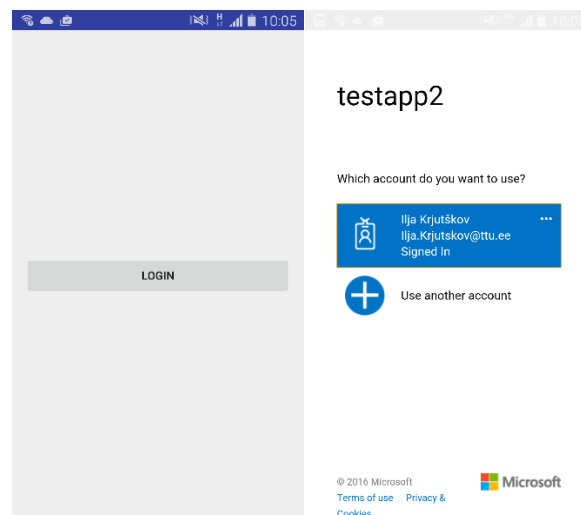 10:05
LOGIN
testapp2
Which account do you want to use?
Ilja Krjutškov
Ilja.Krjutskov@ttu.ee
Signed In
Use another account
© 2016 Microsoft
Terms of use Privacy &
Cookies
Microsoft